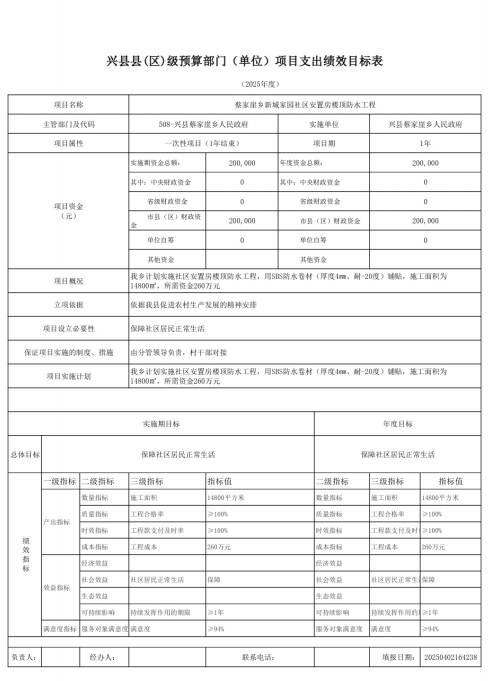 兴县县(区)级预算部门（单位）项目支出绩效目标表
（2025年度）
项目名称 蔡家崖乡新城家园社区安置房楼顶防水工程
主管部门及代码 508-兴县蔡家崖乡人民政府 实施单位 兴县蔡家崖乡人民政府
项目属性 一次性项目（1年结束） 项目期 1年
项目资金
（元）
实施期资金总额： 200,000 年度资金总额： 200,000
其中：中央财政资金 0 其中：中央财政资金 0
省级财政资金 0 省级财政资金 0
市县（区）财政资金 200,000 市县（区）财政资金 200,000
单位自筹 0 单位自筹 0
其他资金 其他资金
项目概况 我乡计划实施社区安置房楼顶防水工程，用SBS防水卷材（厚度4mm、耐-20度）铺贴，施工面积为
14800㎡，所需资金260万元
立项依据 依据我县促进农村生产发展的精神安排
项目设立必要性 保障社区居民正常生活
保证项目实施的制度、措施 由分管领导负责，村干部对接
项目实施计划 我乡计划实施社区安置房楼顶防水工程，用SBS防水卷材（厚度4mm、耐-20度）铺贴，施工面积为
14800㎡，所需资金260万元
实施期目标 年度目标
总体目标 保障社区居民正常生活 保障社区居民正常生活
绩效指标
一级指标 二级指标 三级指标 指标值 二级指标 三级指标 指标值
产出指标
数量指标 施工面积 14800平方米 数量指标 施工面积 14800平方米
质量指标 工程合格率 ≥100% 质量指标 工程合格率 ≥100%
时效指标 工程款支付及时率 ≥100% 时效指标 工程款支付及时 ≥100%
成本指标 工程成本 260万元 成本指标 工程成本 260万元
效益指标
经济效益 经济效益
社会效益 社区居民正常生活 保障 社会效益 社区居民正常生 保障
生态效益 生态效益
可持续影响 持续发挥作用的期限 ≥1年 可持续影响 持续发挥作用的 ≥1年
满意度指标 服务对象满意度 满意度 ≥94% 服务对象满意度 满意度 ≥94%
负责人： 经办人： 联系电话： 填报日期： 20250402164238